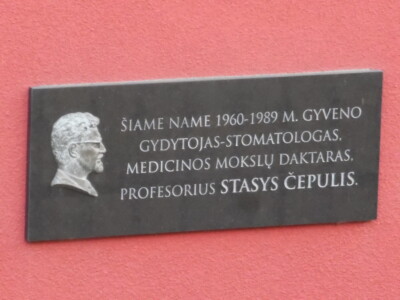 ŠIAME NAME 1960-1989 M. GYVENO
GYDYTOJAS-STOMATOLOGAS,
MEDICINOS MOKSLŲ DAKTARAS,
PROFESORIUS STASYS ČEPULIS.